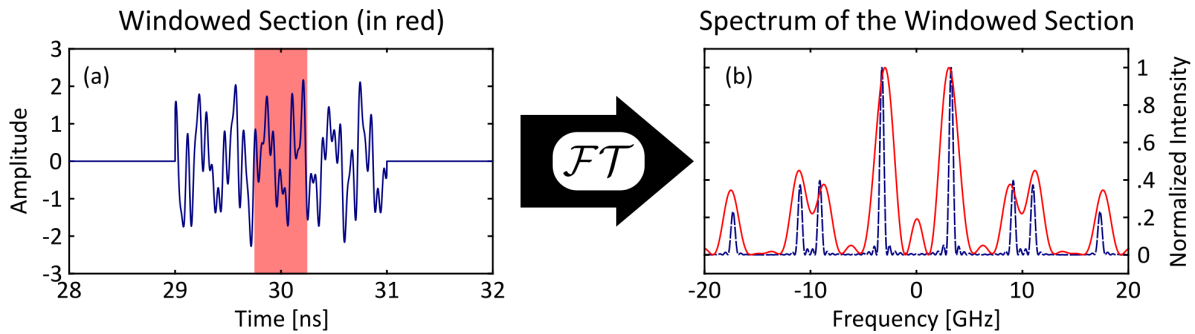 Windowed Section (in red)
Spectrum of the Windowed Section
(a)
3
2
1
0
-1
-2
-3
Amplitude
28 29 30 31 32
Time [ns]
FT
(b)
1
.8
.6
.4
.2
0
Normalized Intensity
-20 -10 0 10 20
Frequency [GHz]